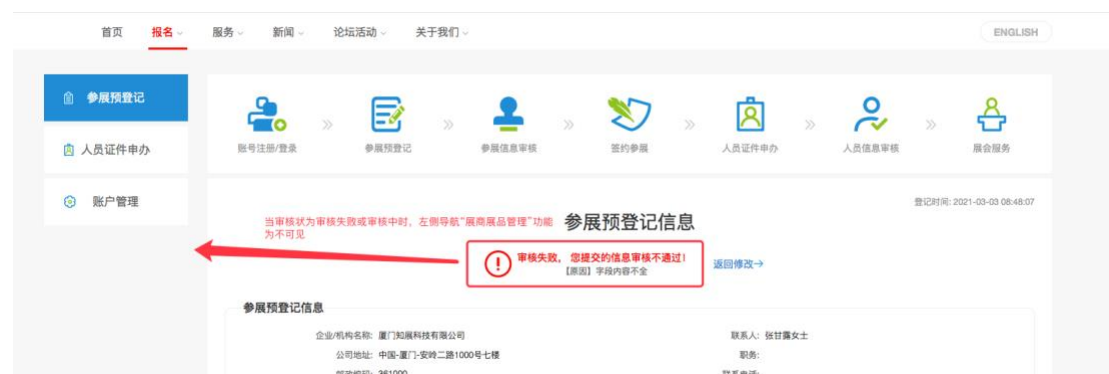 首页 报名 服务 新闻 论坛活动 关于我们 ENGLISH
参展预登记
人员证件申办
账户管理
账号注册/登录 参展预登记 参展信息审核 签约参展 人员证件申办 人员信息审核 展会服务
登记时间: 2021-03-03 08:48:07
当审核状为审核失败或审核中时，左侧导航"展商展品管理"功能
为不可见
参展预登记信息
审核失败， 您提交的信息审核不通过！
【原因】字段内容不全
返回修改→
参展预登记信息
企业/机构名称: 厦门知展科技有限公司 联系人: 张甘露女士
公司地址: 中国-厦门-安岭二路1000号七楼 职务:
邮政编码: 361000 联系电话: